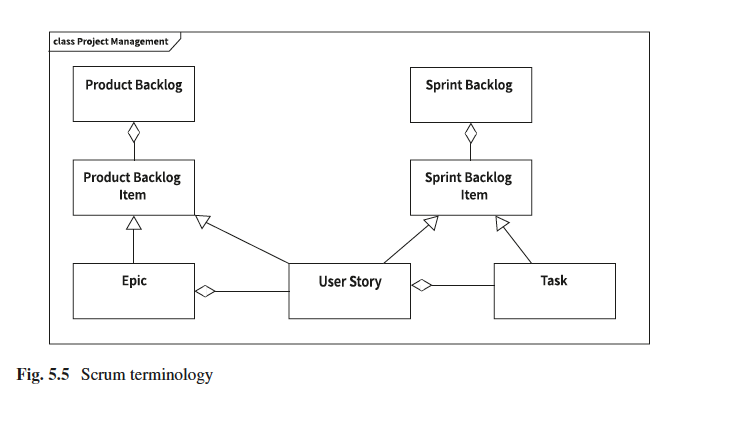 class Project Management
Product Backlog
Sprint Backlog
Product Backlog
Item
Sprint Backlog
Item
Epic
User Story
Task
Fig. 5.5 Scrum terminology